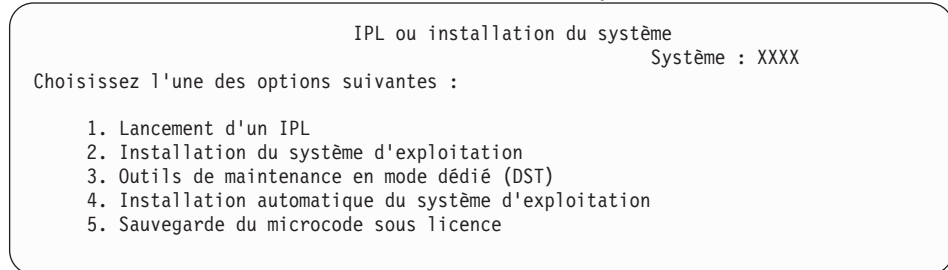 IPL ou installation du système
Système : XXXX
Choisissez l'une des options suivantes :
1. Lancement d'un IPL
2. Installation du système d'exploitation
3. Outils de maintenance en mode dédié (DST)
4. Installation automatique du système d'exploitation
5. Sauvegarde du microcode sous licence